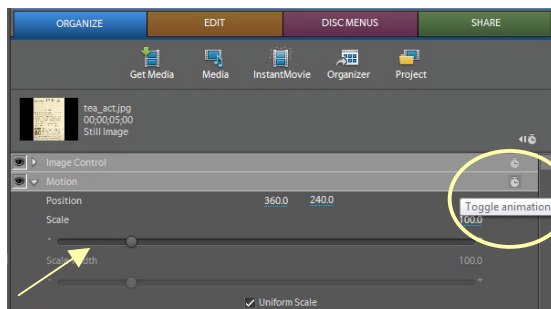 ORGANIZE EDIT DISC MENUS SHARE
Get Media Media InstantMovie Organizer Project
tea_act.jpg
00;00;05;00
Still Image
Image Control
Motion
Position 360.0 240.0
Toggle animation
Scale 100.0
- +
Scale Width 100.0
- +
Uniform Scale